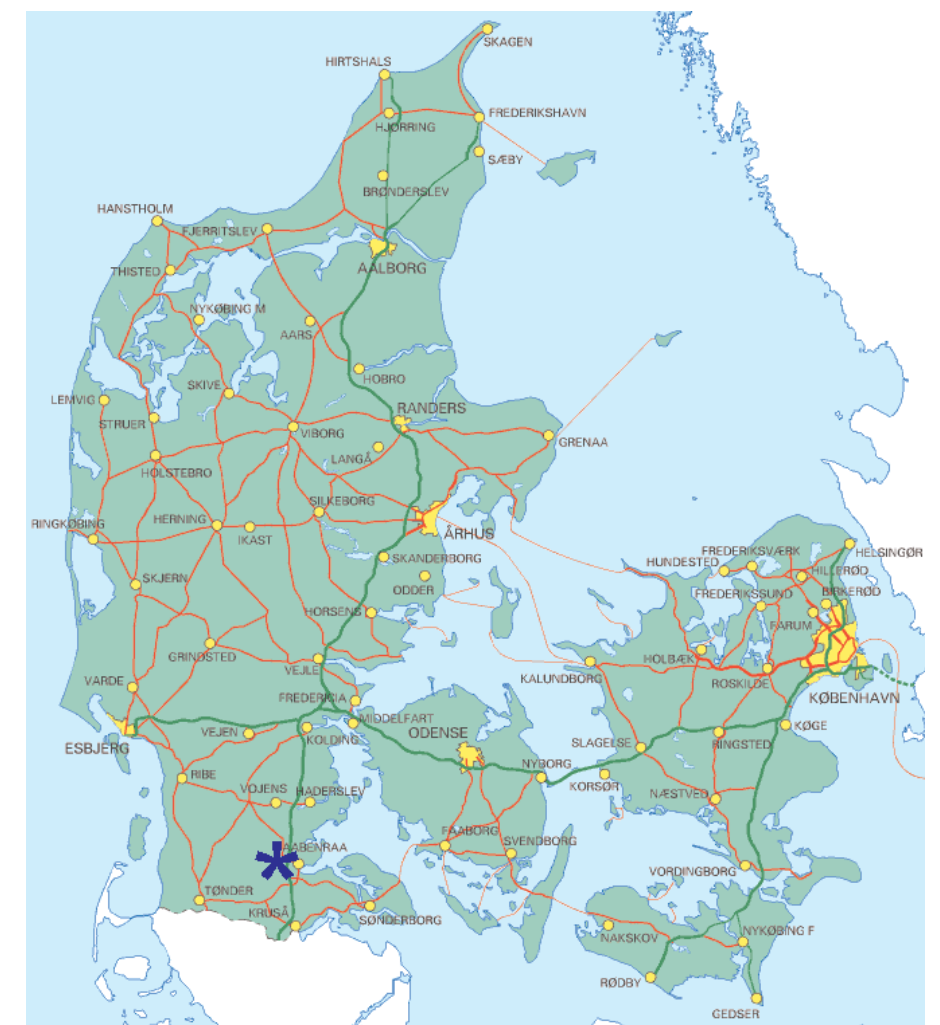 SKAGEN
HIRTSHALS
FREDERIKSHAVN
HJØRRING
SÆBY
BRØNDERSLEV
HANSTHOLM
FJERRITSLEV
AALBORG
THISTED
NYKØBING M
AARS
HOBRO
SKIVE
LEMVIG
RANDERS
STRUER
VIBORG
GRENAA
LANGÅ
HOLSTEBRO
SILKEBORG
RINGKØBING
HERNING
IKAST
ÅRHUS
HELSINGØR
FREDERIKSVÆRK
SKANDERBORG
HUNDESTED
HILLERØD
SKJERN
ODDER
FREDERIKSSUND
BIRKERØD
HORSENS
FARUM
GRINDSTED
HOLBÆK
VEJLE
KALUNDBORG
VARDE
ROSKILDE
FREDERICIA
KØBENHAVN
MIDDELFART
KØGE
ESBJERG
VEJEN
KOLDING
ODENSE
SLAGELSE
RINGSTED
RIBE
NYBORG
KORSØR
VOJENS
HADERSLEV
NÆSTVED
FAABORG
SVENDBORG
*
AABENRAA
VORDINGBORG
TØNDER
KRUSÅ
SØNDERBORG
NAKSKOV
NYKØBING F
RØDBY
GEDSER